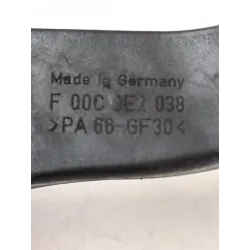 Made in Germany
F 00C 3E2 038
>PA 66-GF30<